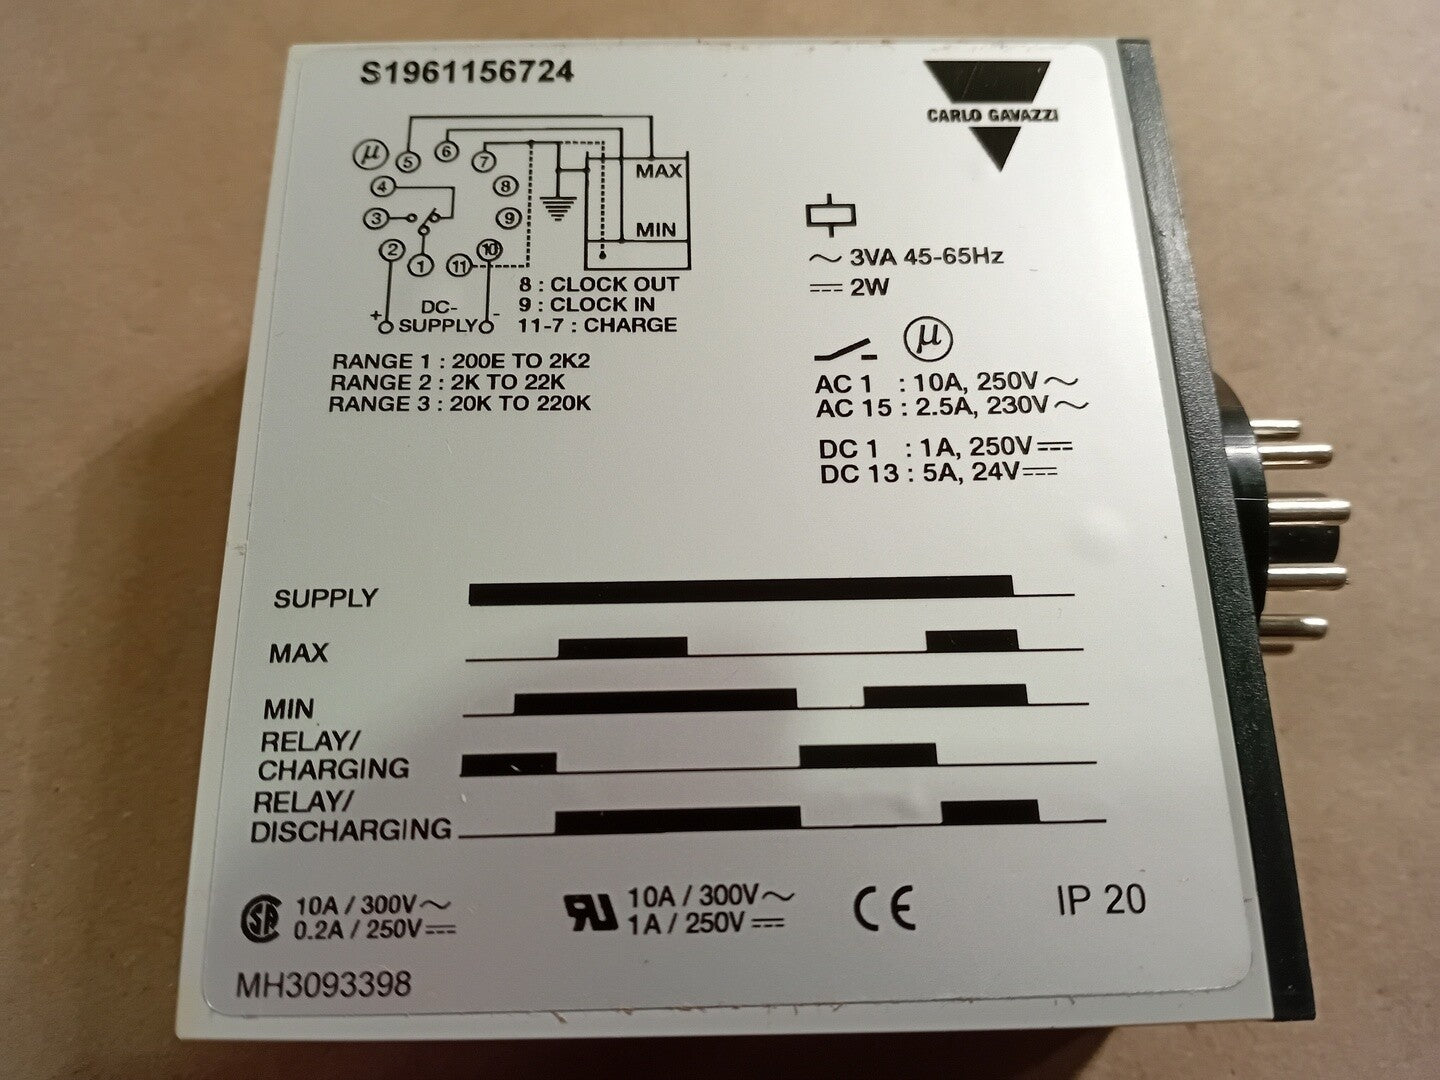 S1961156724
CARLO GAVAZZI
μ 5 6 7
4 8
3 9
2 1 11 10
MAX
MIN
+ DC- -
SUPPLY
8 : CLOCK OUT
9 : CLOCK IN
11-7 : CHARGE
RANGE 1 : 200E TO 2K2
RANGE 2 : 2K TO 22K
RANGE 3 : 20K TO 220K
~ 3VA 45-65Hz
⎓ 2W
μ
AC 1 : 10A, 250V ~
AC 15 : 2.5A, 230V ~
DC 1 : 1A, 250V ⎓
DC 13 : 5A, 24V ⎓
SUPPLY
MAX
MIN
RELAY/
CHARGING
RELAY/
DISCHARGING
10A / 300V ~
0.2A / 250V ⎓
10A / 300V ~
1A / 250V ⎓
CE
IP 20
MH3093398